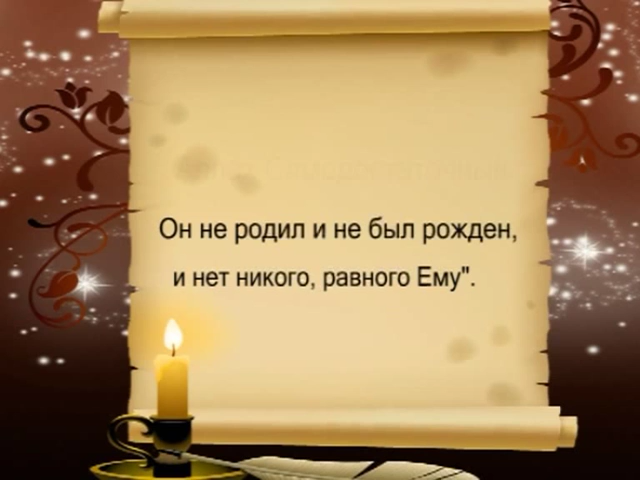 Он не родил и не был рожден,
и нет никого, равного Ему".